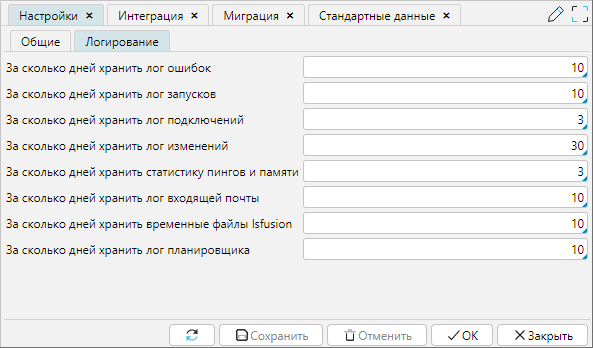 Настройки × Интеграция × Миграция × Стандартные данные ×
Общие Логирование
За сколько дней хранить лог ошибок 10
За сколько дней хранить лог запусков 10
За сколько дней хранить лог подключений 3
За сколько дней хранить лог изменений 30
За сколько дней хранить статистику пингов и памяти 3
За сколько дней хранить лог входящей почты 10
За сколько дней хранить временные файлы lsfusion 10
За сколько дней хранить лог планировщика 10
Сохранить Отменить ОК Закрыть